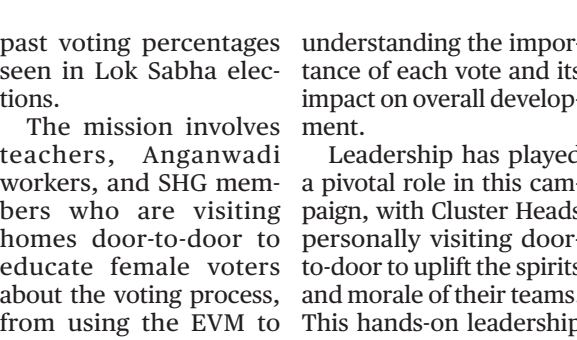 past voting percentages
seen in Lok Sabha elec-
tions.
The mission involves
teachers, Anganwadi
workers, and SHG mem-
bers who are visiting
homes door-to-door to
educate female voters
about the voting process,
from using the EVM to
understanding the impor-
tance of each vote and its
impact on overall develop-
ment.
Leadership has played
a pivotal role in this cam-
paign, with Cluster Heads
personally visiting door-
to-door to uplift the spirits
and morale of their teams.
This hands-on leadership